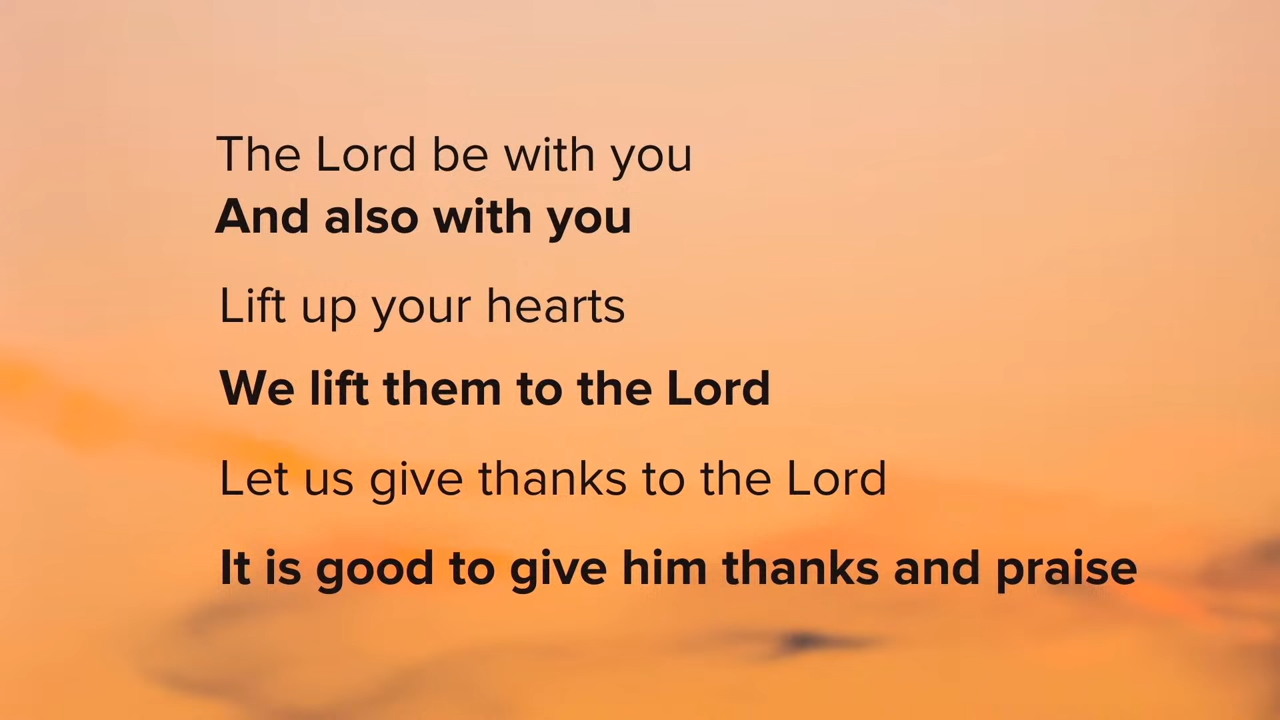 The Lord be with you
And also with you
Lift up your hearts
We lift them to the Lord
Let us give thanks to the Lord
It is good to give him thanks and praise